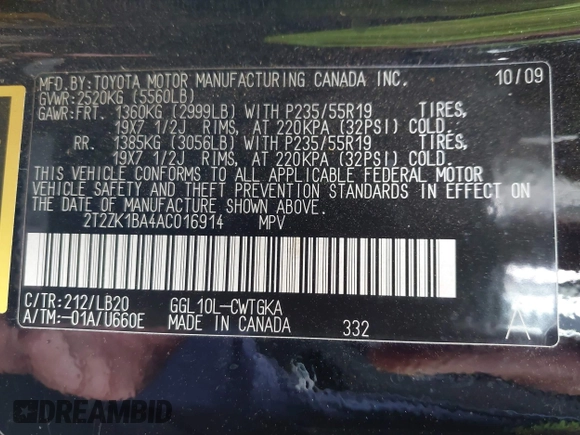 MFD.BY:TOYOTA MOTOR MANUFACTURING CANADA INC. 10/09
GVWR:2520KG (5560LB)
GAWR:FRT. 1360KG (2999LB) WITH P235/55R19 TIRES,
19X7 1/2J RIMS, AT 220KPA (32PSI) COLD.
RR. 1385KG (3056LB) WITH P235/55R19 TIRES,
19X7 1/2J RIMS, AT 220KPA (32PSI) COLD.
THIS VEHICLE CONFORMS TO ALL APPLICABLE FEDERAL MOTOR
VEHICLE SAFETY AND THEFT PREVENTION STANDARDS IN EFFECT ON
THE DATE OF MANUFACTURE SHOWN ABOVE.
2T2ZK1BA4AC016914 MPV
C/TR:212/LB20 GGL10L-CWTGKA
A/TM:-01A/U660E MADE IN CANADA 332 A
DREAMBID